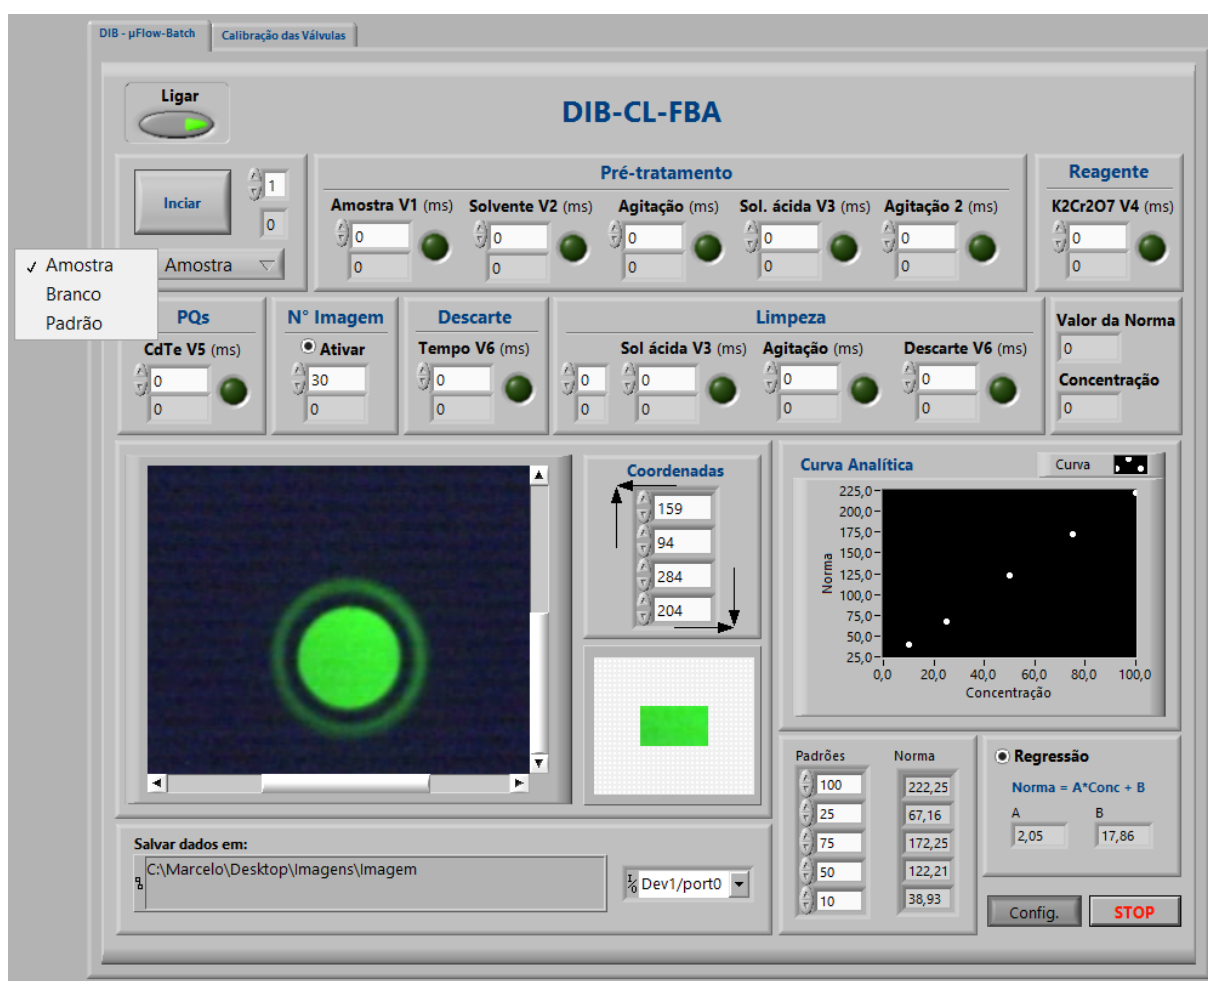 DIB - µFlow-Batch Calibração das Válvulas
Ligar
DIB-CL-FBA
Inciar
1
0
Amostra
✓ Amostra
Branco
Padrão
Pré-tratamento
Amostra V1 (ms) Solvente V2 (ms) Agitação (ms) Sol. ácida V3 (ms) Agitação 2 (ms)
0 0 0 0 0
0 0 0 0 0
Reagente
K2Cr2O7 V4 (ms)
0
0
PQs
CdTe V5 (ms)
0
0
N° Imagem
Ativar
30
0
Descarte
Tempo V6 (ms)
0
0
Limpeza
Sol ácida V3 (ms) Agitação (ms) Descarte V6 (ms)
0 0 0 0
0 0 0 0
Valor da Norma
0
Concentração
0
Coordenadas
159
94
284
204
Curva Analítica
Curva
Norma
225,0
200,0
175,0
150,0
125,0
100,0
75,0
50,0
25,0
0,0 20,0 40,0 60,0 80,0 100,0
Concentração
Padrões Norma
100 222,25
25 67,16
75 172,25
50 122,21
10 38,93
Regressão
Norma = A*Conc + B
A B
2,05 17,86
Salvar dados em:
C:\Marcelo\Desktop\Imagens\Imagem
I/0 Dev1/port0
Config. STOP